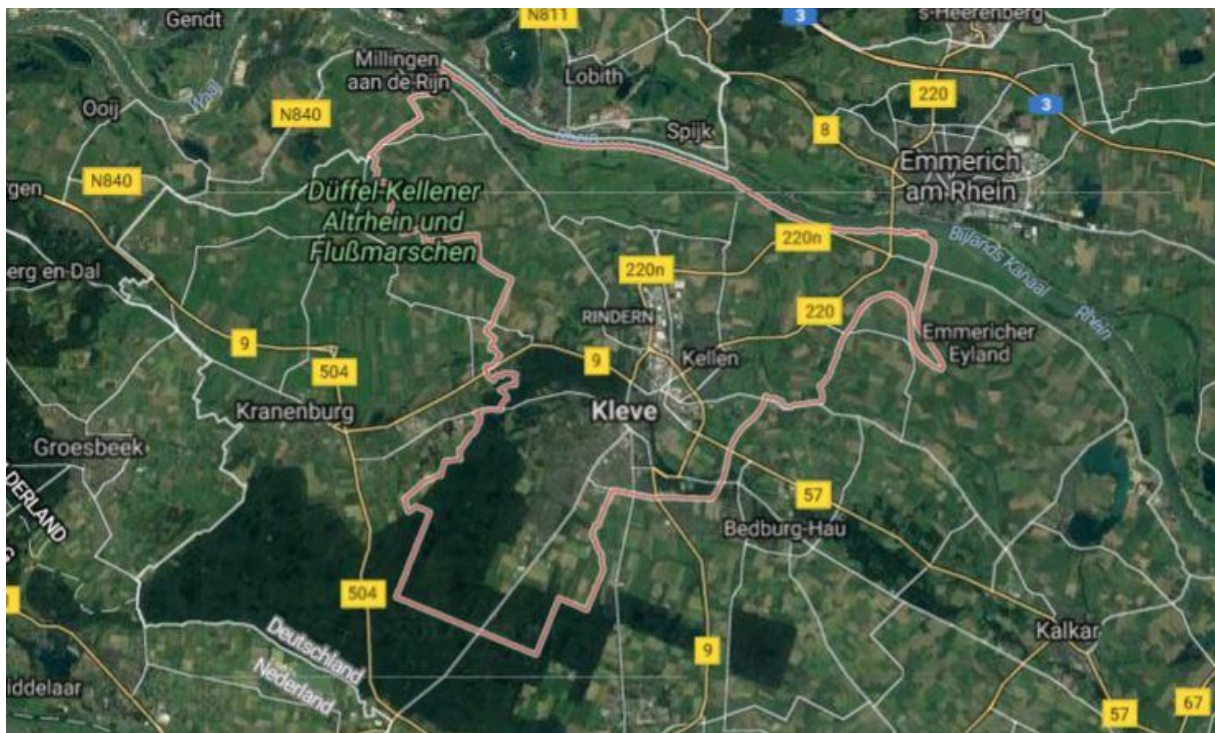 Gendt
N811
3
's-Heerenberg
Millingen
aan de Rijn
Lobith
220
3
Ooij
Waal
N840
Rhein
Spijk
8
Emmerich
am Rhein
N840
rgen
Düffel-Kellener
Altrhein und
Flußmarschen
220n
Bijlands Kanaal
erg en-Dal
220n
RINDERN
220
Rhein
Emmericher
Eyland
9
504
9
Kellen
Kranenburg
Kleve
Groesbeek
DERLAND
57
Bedburg-Hau
504
Deutschland
Nederland
9
Kalkar
iddelaar
57
67